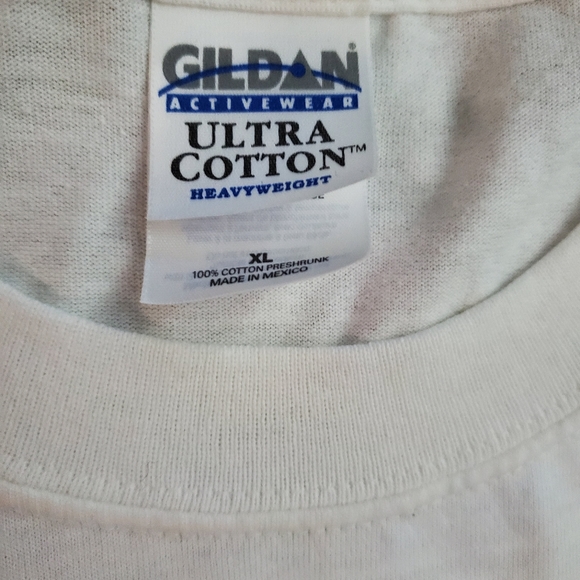 GILDAN
ACTIVEWEAR
ULTRA
COTTON™
HEAVYWEIGHT
XL
100% COTTON PRESHRUNK
MADE IN MEXICO